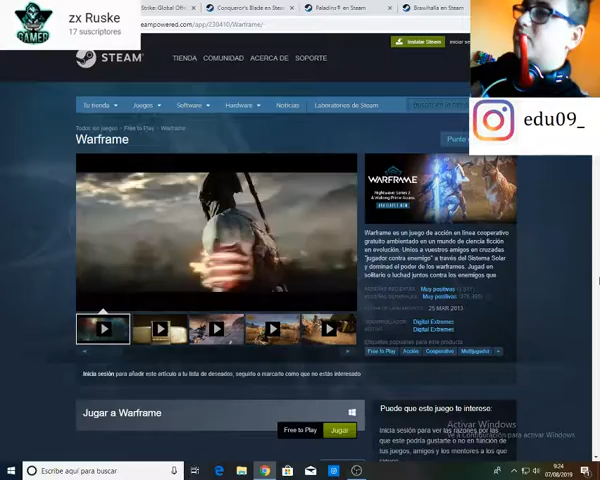 zx Ruske
17 suscriptores
GAMER
Strike: Global Offe
Conqueror's Blade en Steam
Paladins® en Steam
Brawlhalla en Steam
eampowered.com/app/230410/Warframe/
STEAM
TIENDA COMUNIDAD ACERCA DE SOPORTE
Instalar Steam
Tu tienda Juegos Software Hardware Noticias Laboratorios de Steam
edu09_
Todos los juegos > Free to Play > Warframe
Warframe
WARFRAME
Warframe es un juego de acción en línea cooperativo
gratuito ambientado en un mundo de ciencia ficción
en evolución. Uníos a vuestros amigos en cruzadas
"jugador contra enemigo" a través del Sistema Solar
y dominad el poder de los warframes. Jugad en
solitario o luchad juntos contra los enemigos que
Muy positivas
Muy positivas
25 MAR 2013
Digital Extremes
Digital Extremes
Free to Play Acción Cooperativo Multijugador +
Inicia sesión para añadir este artículo a tu lista de deseados, seguirlo o marcarlo como que no estás interesado
Jugar a Warframe
Free to Play Jugar
Puede que este juego te interese:
Inicia sesión para ver las razones por las
que este podría gustarte o no en función de
tus juegos, amigos y los mentores a los que
Activar Windows
Ve a Configuración para activar Windows.
Escribe aquí para buscar
9:24
07/08/2019